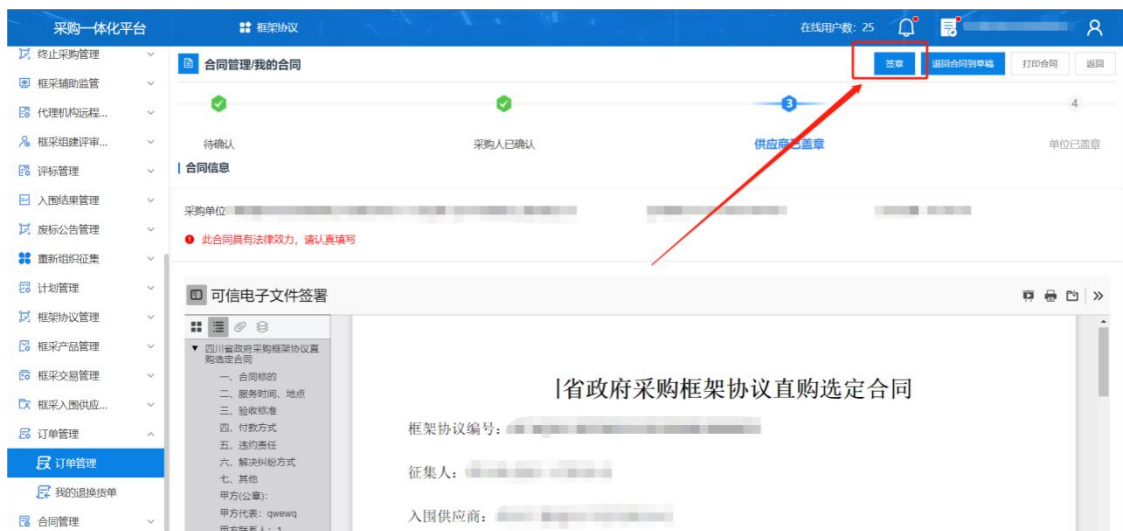 采购一体化平台
框架协议
在线用户数：25
终止采购管理
框采辅助监管
代理机构远程...
框采组建评审...
评标管理
入围结果管理
废标公告管理
重新组织征集
计划管理
框架协议管理
框采产品管理
框采交易管理
框采入围供应...
订单管理
订单管理
我的退换货单
合同管理
合同管理/我的合同
签章
退回合同到草稿
打印合同
返回
3
4
待确认
采购人已确认
供应商已盖章
单位已盖章
合同信息
采购单位
此合同具有法律效力，请认真填写
可信电子文件签署
四川省政府采购框架协议直
购选定合同
一、合同标的
二、服务时间、地点
三、验收标准
四、付款方式
五、违约责任
六、解决纠纷方式
七、其他
甲方(公章):
甲方代表：qwewq
甲方联系人：1
省政府采购框架协议直购选定合同
框架协议编号：
征集人：
入围供应商：